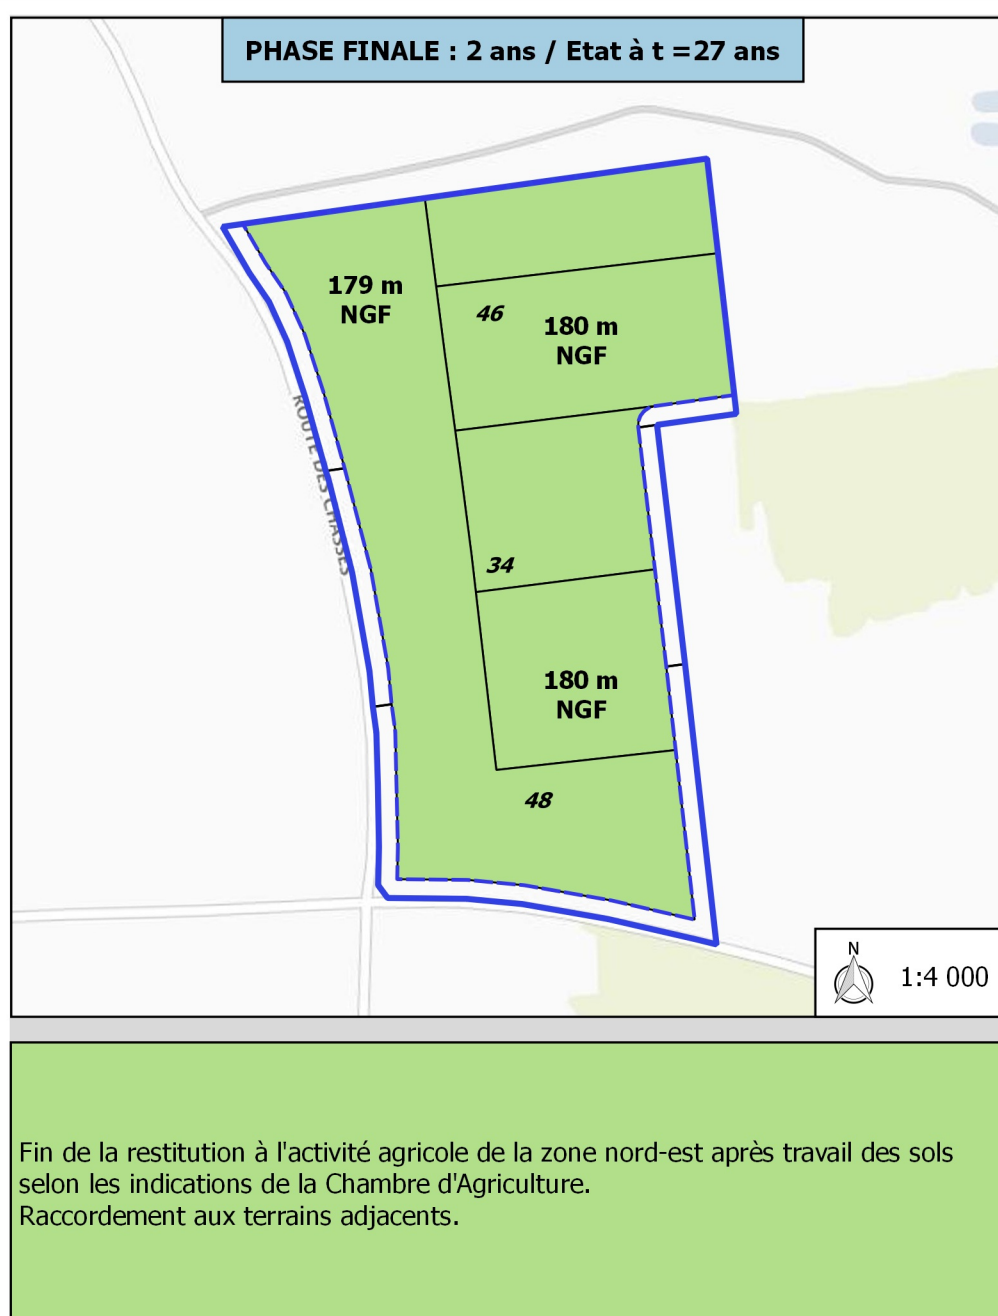 PHASE FINALE : 2 ans / Etat à t =27 ans
179 m
NGF
46
180 m
NGF
ROUTE DES CHASSES
34
180 m
NGF
48
N
1:4 000
Fin de la restitution à l'activité agricole de la zone nord-est après travail des sols
selon les indications de la Chambre d'Agriculture.
Raccordement aux terrains adjacents.